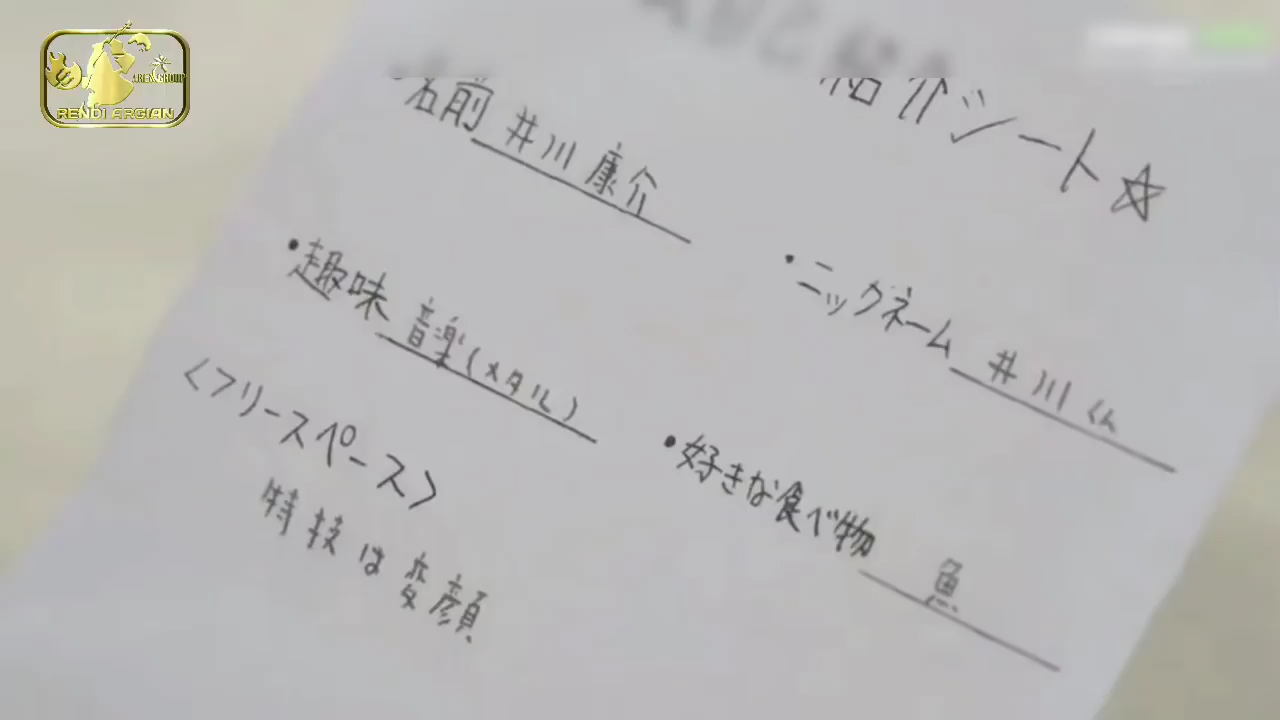 紹介シート☆
・名前 井川康介
・ニックネーム 井川くん
・趣味 音楽(メタル)
・好きな食べ物 魚
<フリースペース>
特技は変顔
RENDI ARGIAN